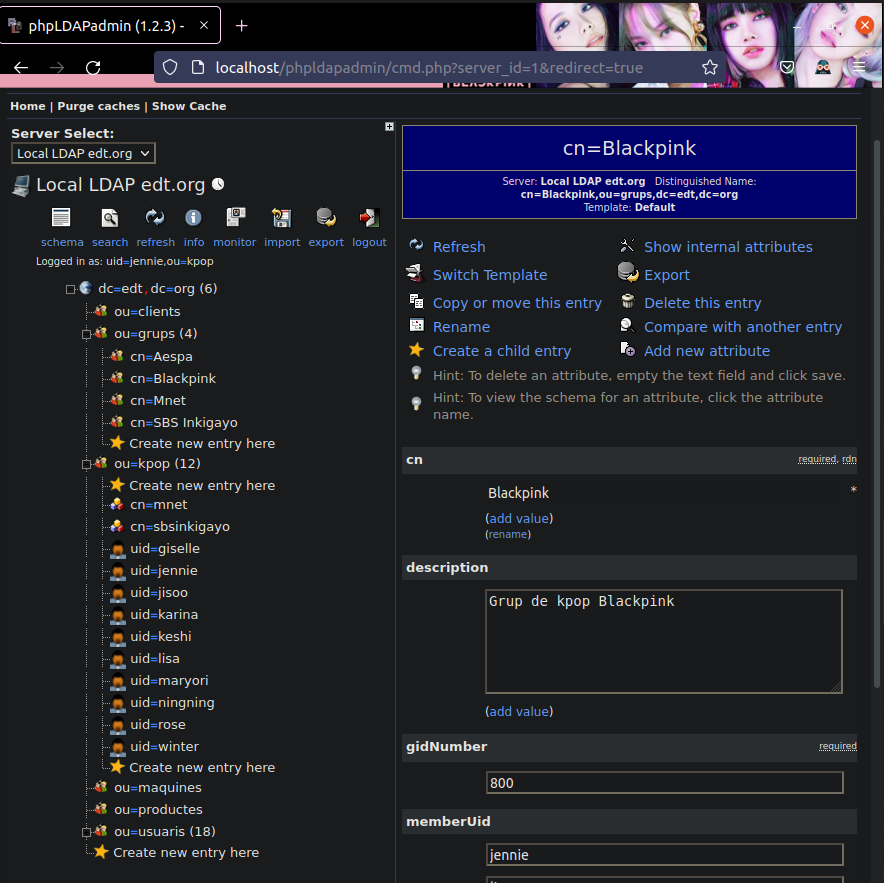 phpLDAPadmin (1.2.3) -
localhost/phpldapadmin/cmd.php?server_id=1&redirect=true
Home | Purge caches | Show Cache
Server Select:
Local LDAP edt.org
Local LDAP edt.org
schema search refresh info monitor import export logout
Logged in as: uid=jennie,ou=kpop
dc=edt,dc=org (6)
ou=clients
ou=grups (4)
cn=Aespa
cn=Blackpink
cn=Mnet
cn=SBS Inkigayo
Create new entry here
ou=kpop (12)
Create new entry here
cn=mnet
cn=sbsinkigayo
uid=giselle
uid=jennie
uid=jisoo
uid=karina
uid=keshi
uid=lisa
uid=maryori
uid=ningning
uid=rose
uid=winter
Create new entry here
ou=maquines
ou=productes
ou=usuaris (18)
Create new entry here
cn=Blackpink
Server: Local LDAP edt.org Distinguished Name:
cn=Blackpink,ou=grups,dc=edt,dc=org
Template: Default
Refresh
Show internal attributes
Switch Template
Export
Copy or move this entry
Delete this entry
Rename
Compare with another entry
Create a child entry
Add new attribute
Hint: To delete an attribute, empty the text field and click save.
Hint: To view the schema for an attribute, click the attribute
name.
cn required, rdn
Blackpink *
(add value)
(rename)
description
Grup de kpop Blackpink
(add value)
gidNumber required
800
memberUid
jennie